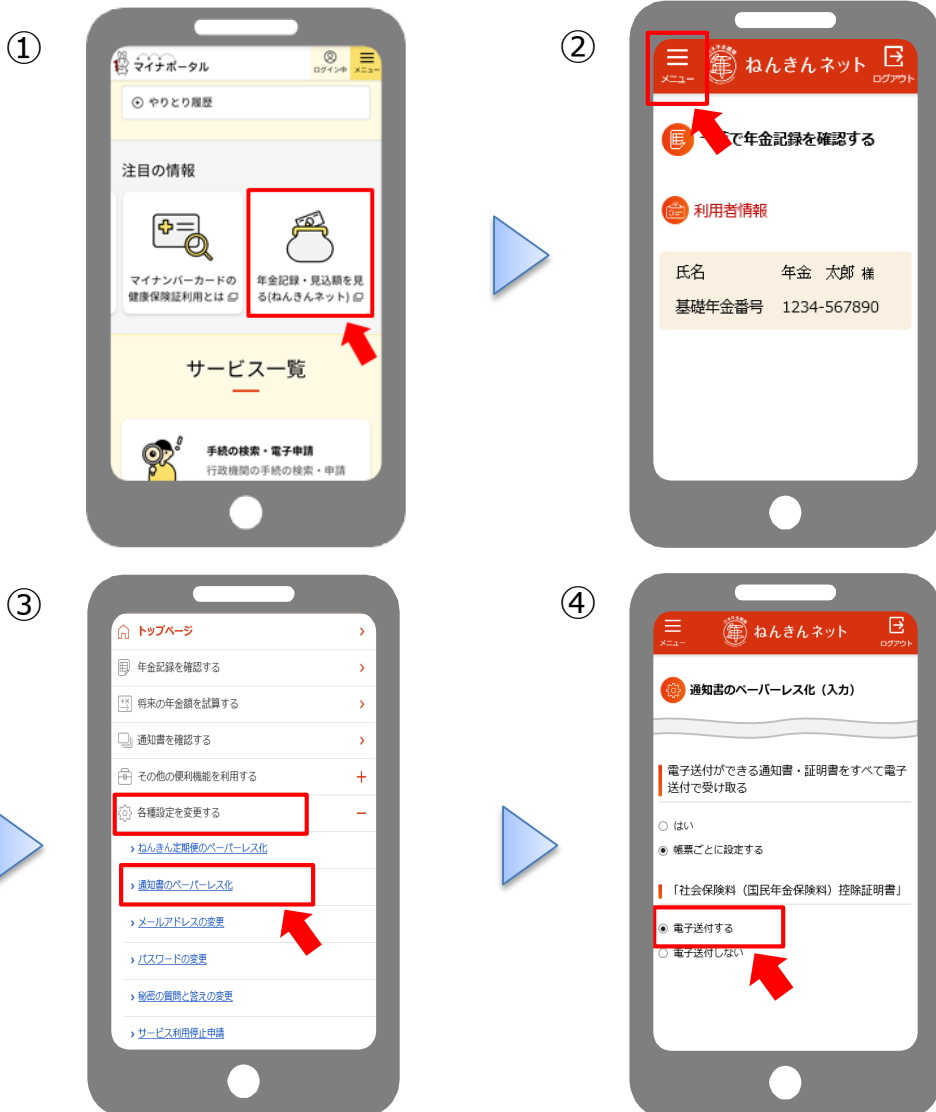 ①
マイナポータル
ログイン中
メニュー
やりとり履歴
注目の情報
マイナンバーカードの
健康保険証利用とは
年金記録・見込額を見
る(ねんきんネット)
サービス一覧
手続の検索・電子申請
行政機関の手続の検索・申請
②
メニュー
年
ねんきんネット
ログアウト
で年金記録を確認する
利用者情報
氏名 年金 太郎 様
基礎年金番号 1234-567890
③
トップページ
年金記録を確認する
将来の年金額を試算する
通知書を確認する
その他の便利機能を利用する
各種設定を変更する
ねんきん定期便のペーパーレス化
通知書のペーパーレス化
メールアドレスの変更
パスワードの変更
秘密の質問と答えの変更
サービス利用停止申請
④
メニュー
年
ねんきんネット
ログアウト
通知書のペーパーレス化（入力）
電子送付ができる通知書・証明書をすべて電子
送付で受け取る
はい
帳票ごとに設定する
「社会保険料（国民年金保険料）控除証明書」
電子送付する
電子送付しない